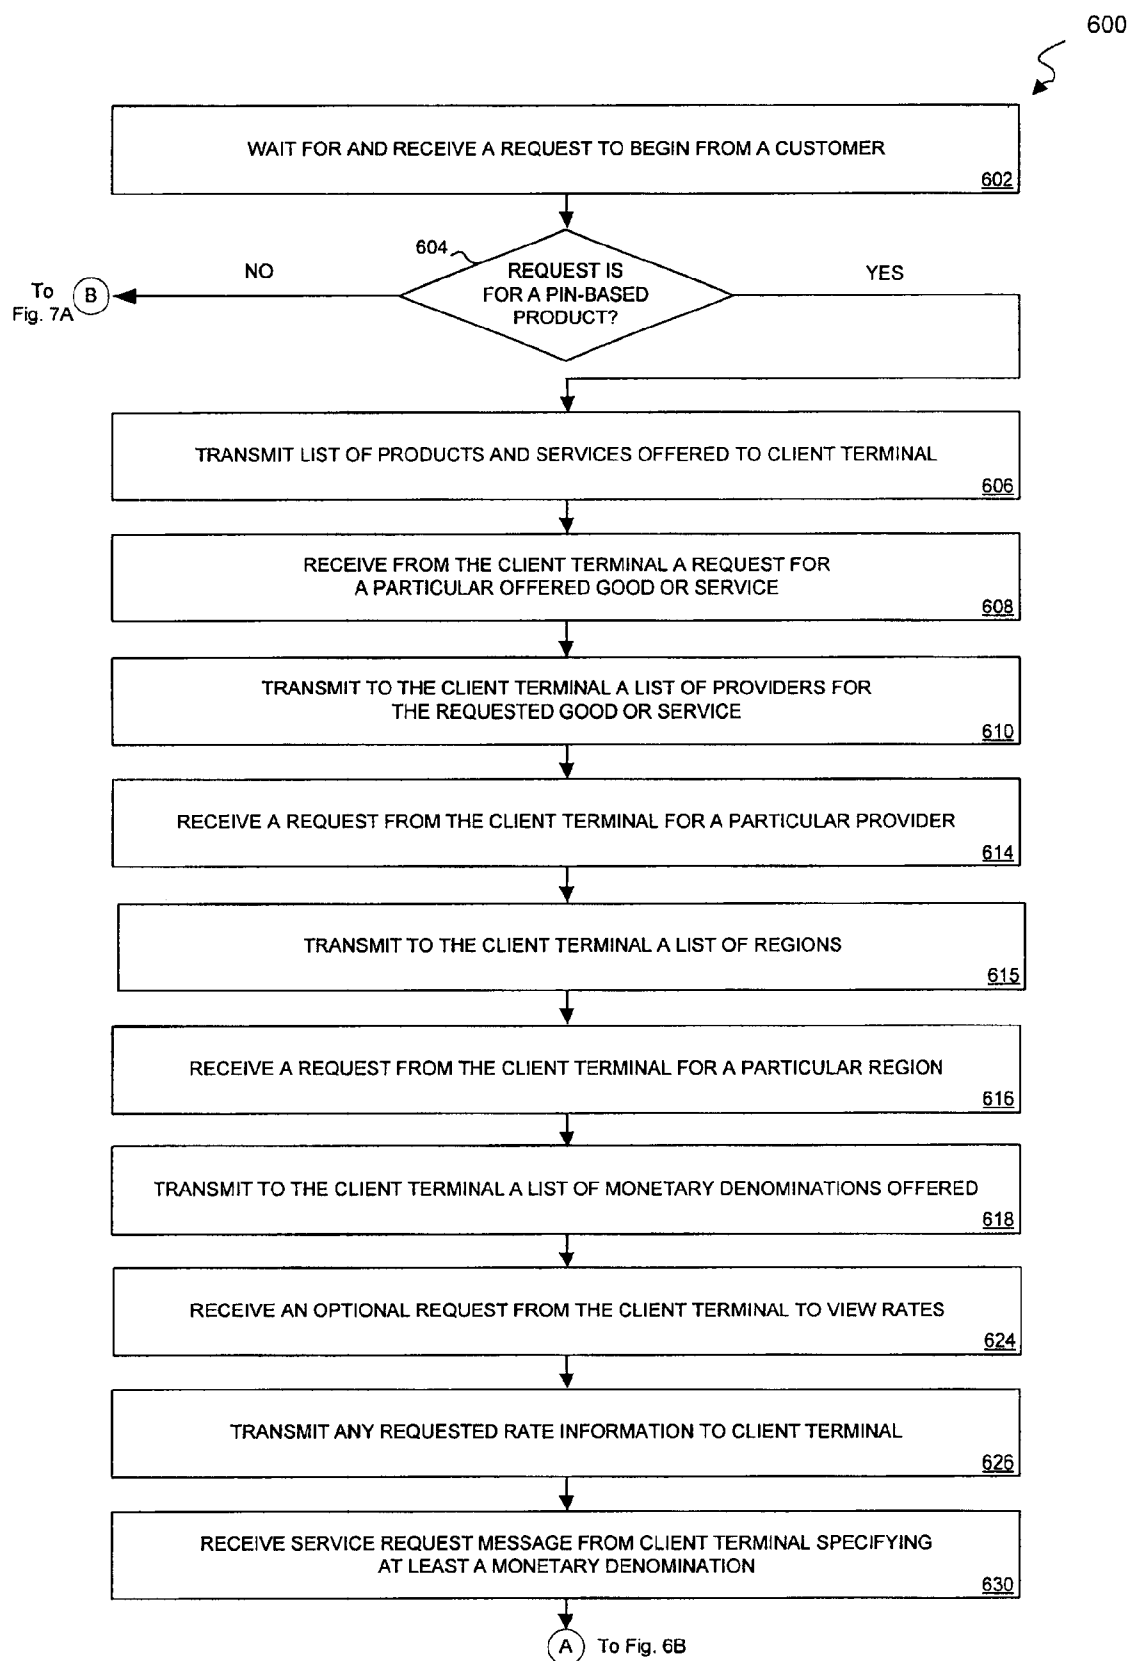 600
WAIT FOR AND RECEIVE A REQUEST TO BEGIN FROM A CUSTOMER
602
604
REQUEST IS
FOR A PIN-BASED
PRODUCT?
NO
YES
To
Fig. 7A
B
TRANSMIT LIST OF PRODUCTS AND SERVICES OFFERED TO CLIENT TERMINAL
606
RECEIVE FROM THE CLIENT TERMINAL A REQUEST FOR
A PARTICULAR OFFERED GOOD OR SERVICE
608
TRANSMIT TO THE CLIENT TERMINAL A LIST OF PROVIDERS FOR
THE REQUESTED GOOD OR SERVICE
610
RECEIVE A REQUEST FROM THE CLIENT TERMINAL FOR A PARTICULAR PROVIDER
614
TRANSMIT TO THE CLIENT TERMINAL A LIST OF REGIONS
615
RECEIVE A REQUEST FROM THE CLIENT TERMINAL FOR A PARTICULAR REGION
616
TRANSMIT TO THE CLIENT TERMINAL A LIST OF MONETARY DENOMINATIONS OFFERED
618
RECEIVE AN OPTIONAL REQUEST FROM THE CLIENT TERMINAL TO VIEW RATES
624
TRANSMIT ANY REQUESTED RATE INFORMATION TO CLIENT TERMINAL
626
RECEIVE SERVICE REQUEST MESSAGE FROM CLIENT TERMINAL SPECIFYING
AT LEAST A MONETARY DENOMINATION
630
A To Fig. 6B